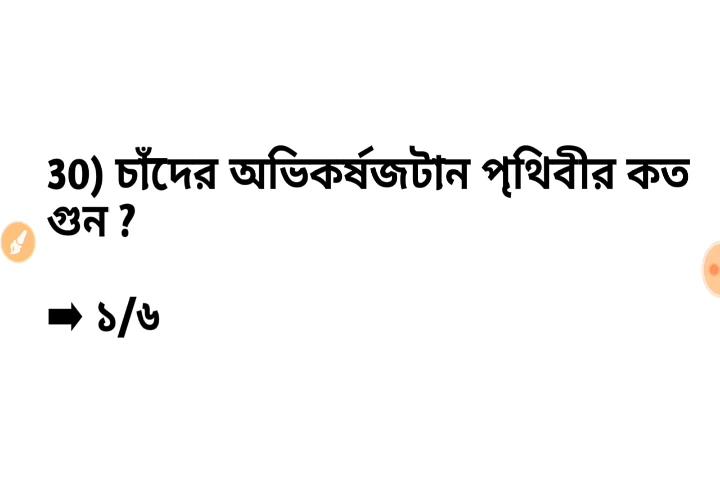 30) চাঁদের অভিকর্ষজটান পৃথিবীর কত
গুন ?
➡ ১/৬